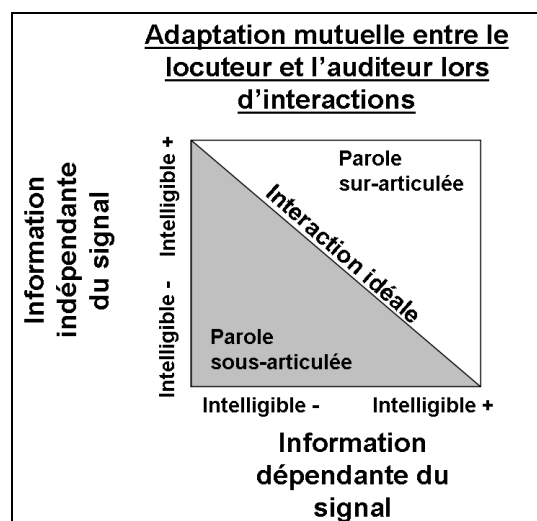 Adaptation mutuelle entre le
locuteur et l'auditeur lors
d'interactions
Information
indépendante
du signal
Intelligible +
Intelligible -
Parole
sur-articulée
Interaction idéale
Parole
sous-articulée
Intelligible -
Intelligible +
Information
dépendante du
signal